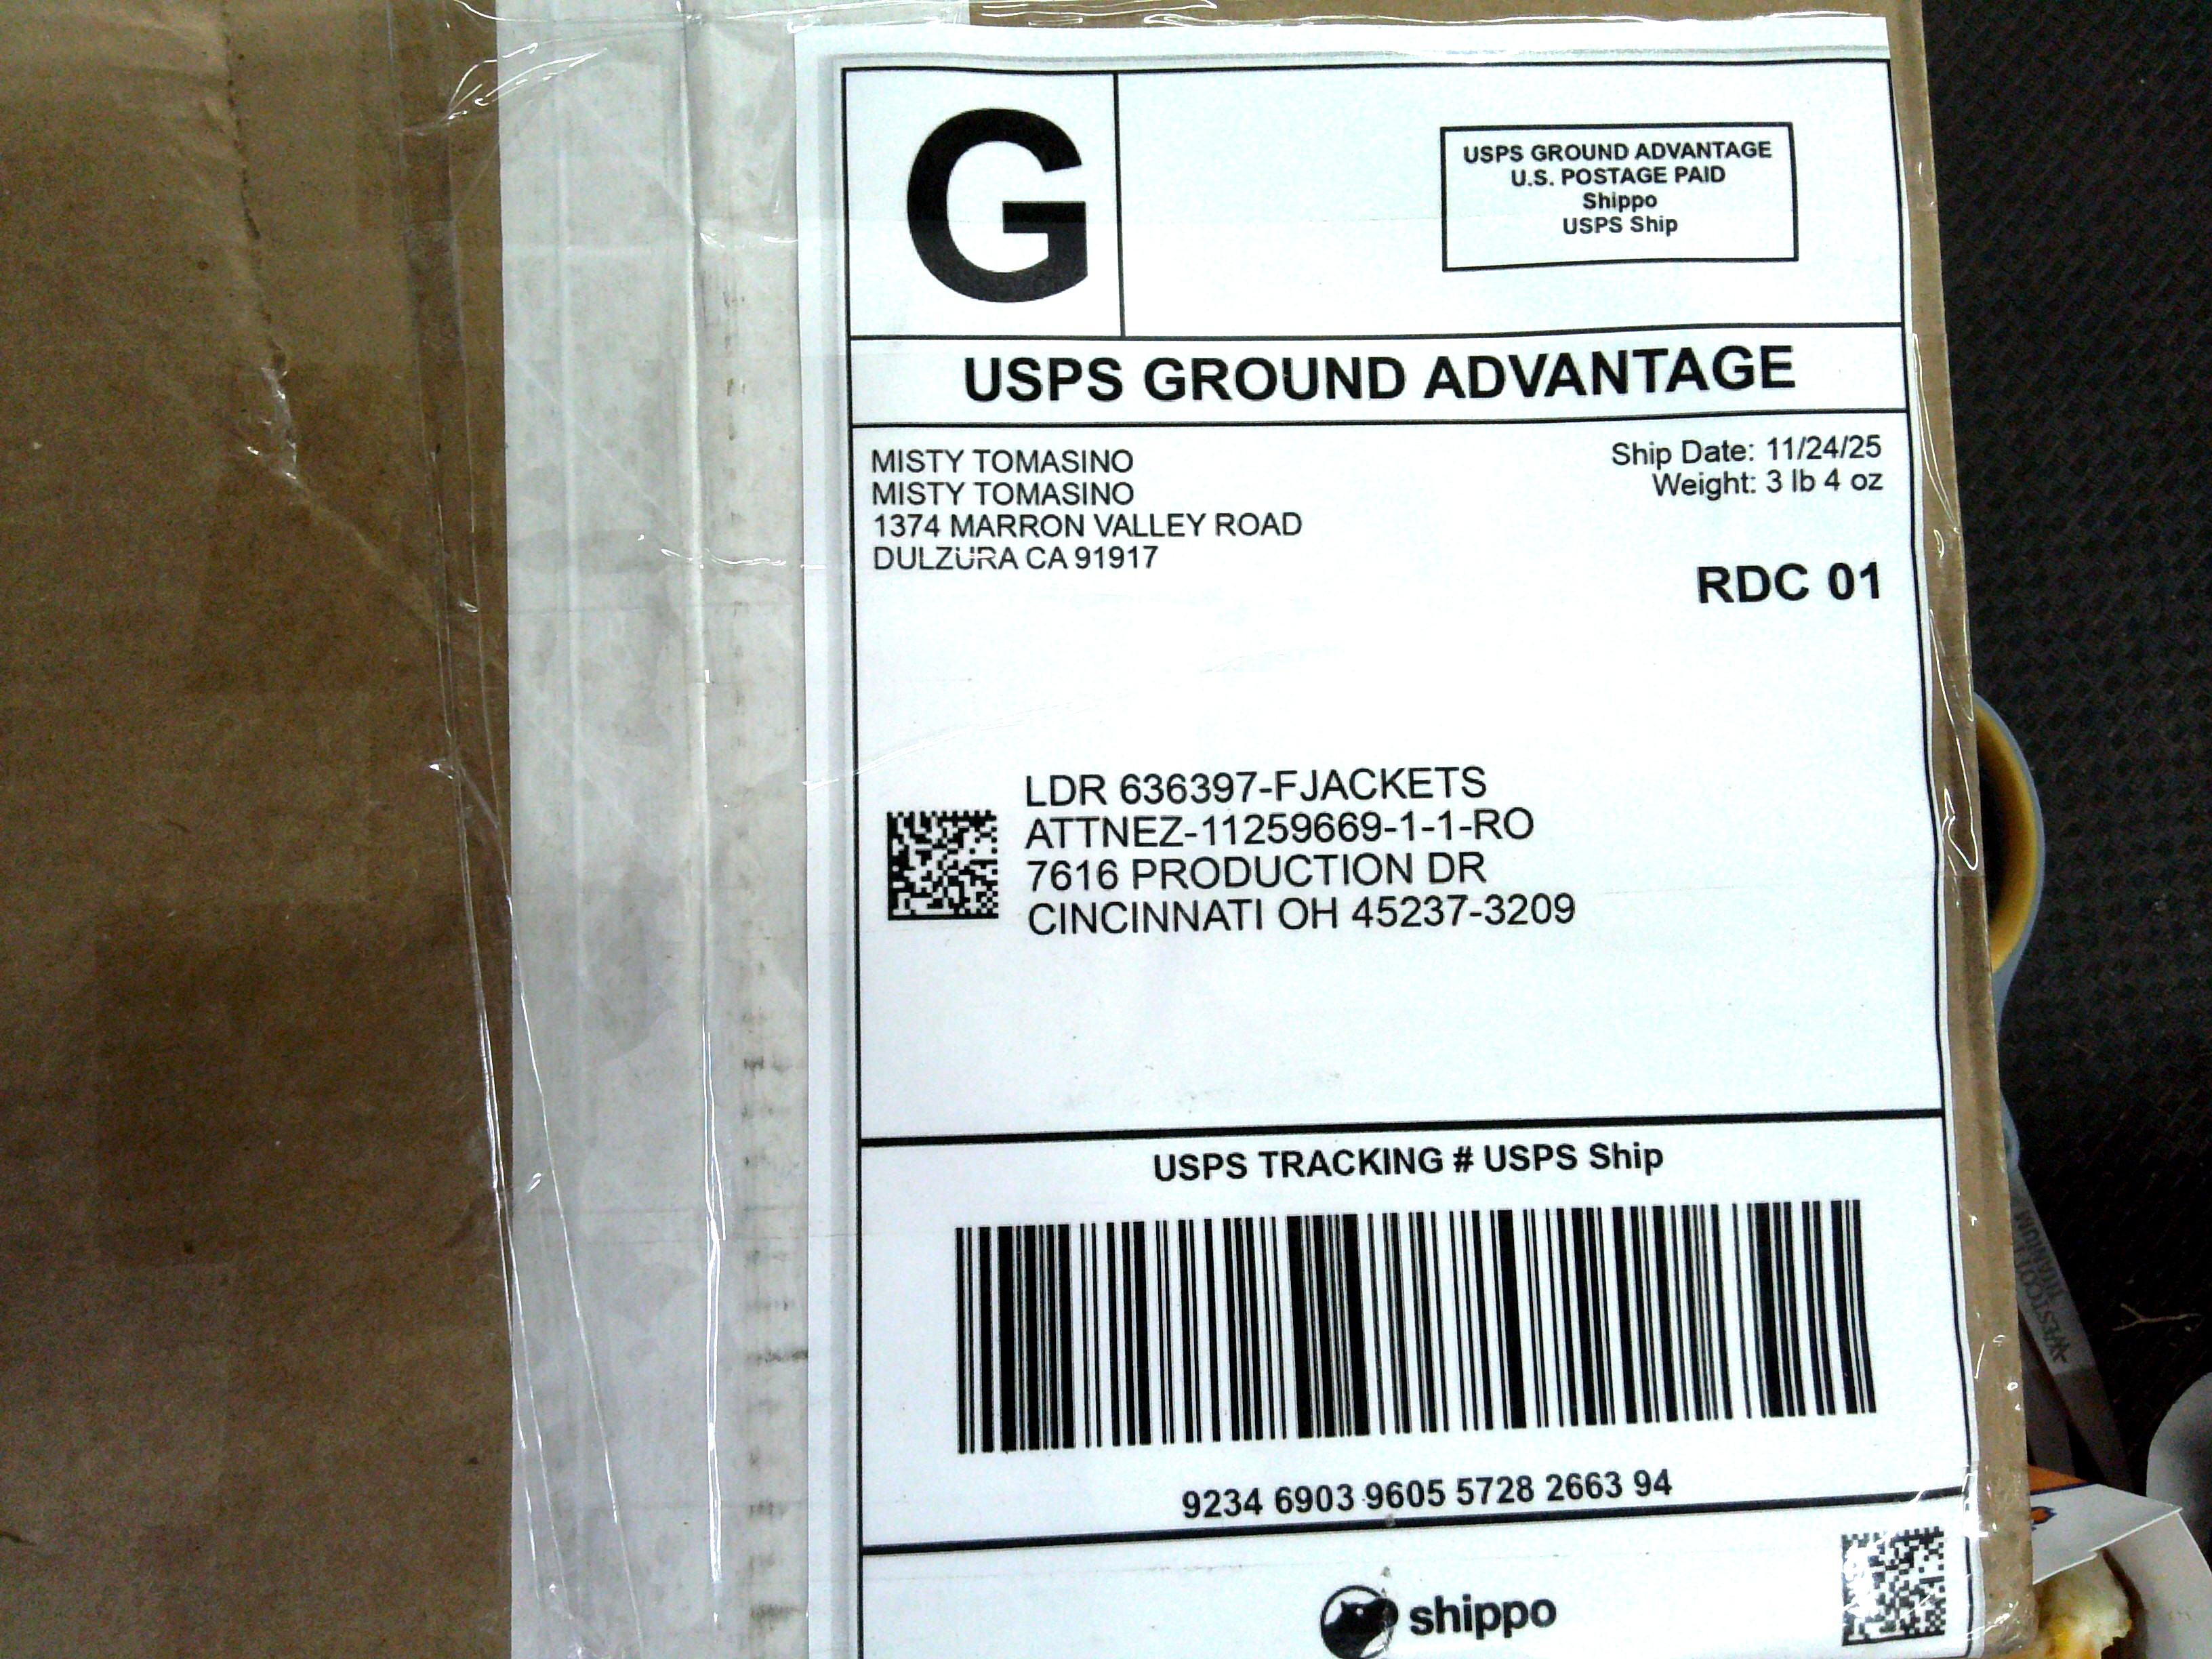 G
USPS GROUND ADVANTAGE
U.S. POSTAGE PAID
Shippo
USPS Ship
USPS GROUND ADVANTAGE
MISTY TOMASINO
MISTY TOMASINO
1374 MARRON VALLEY ROAD
DULZURA CA 91917
Ship Date: 11/24/25
Weight: 3 lb 4 oz
RDC 01
LDR 636397-FJACKETS
ATTNEZ-11259669-1-1-RO
7616 PRODUCTION DR
CINCINNATI OH 45237-3209
USPS TRACKING # USPS Ship
9234 6903 9605 5728 2663 94
shippo
WESTCOTT
TITANIUM